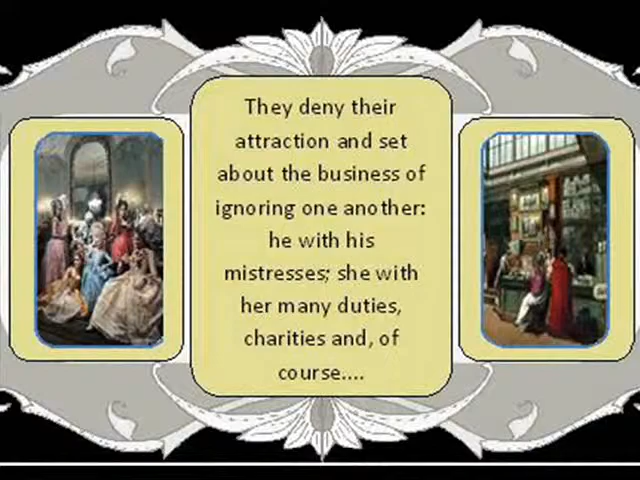 They deny their
attraction and set
about the business of
ignoring one another:
he with his
mistresses; she with
her many duties,
charities and, of
course....